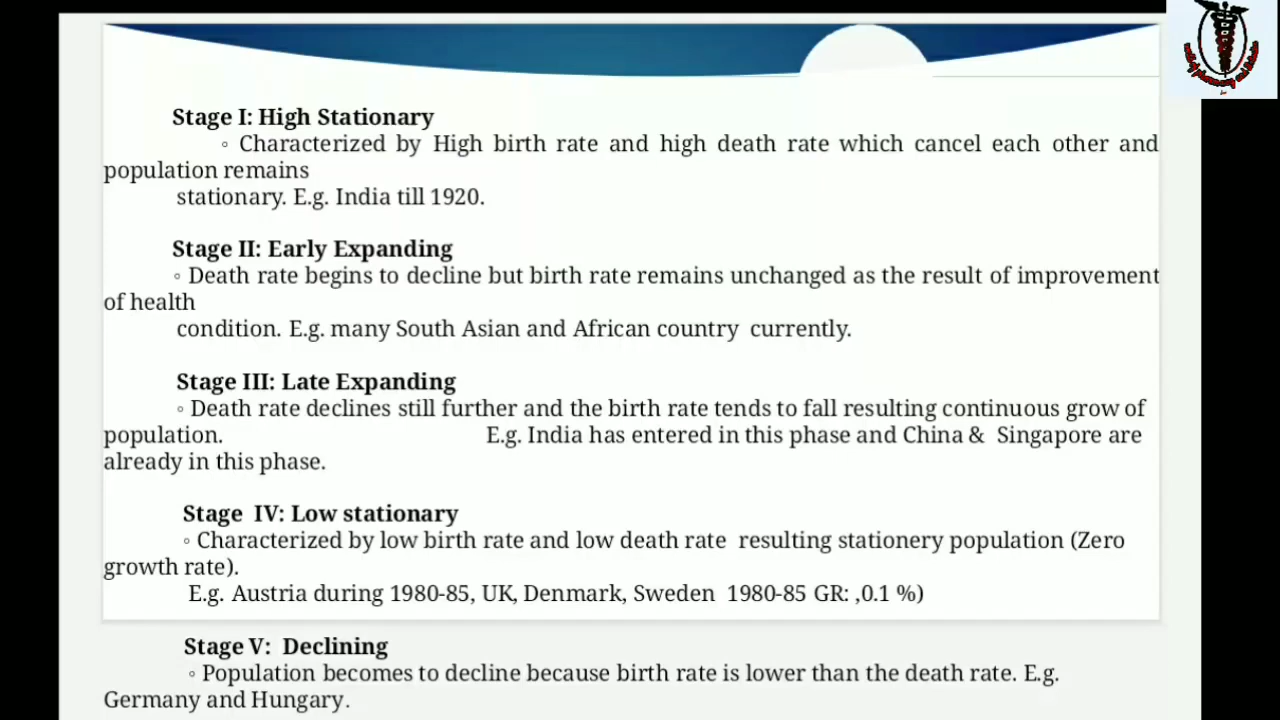 Stage I: High Stationary
◦ Characterized by High birth rate and high death rate which cancel each other and
population remains
stationary. E.g. India till 1920.
Stage II: Early Expanding
◦ Death rate begins to decline but birth rate remains unchanged as the result of improvement
of health
condition. E.g. many South Asian and African country currently.
Stage III: Late Expanding
◦ Death rate declines still further and the birth rate tends to fall resulting continuous grow of
population. E.g. India has entered in this phase and China & Singapore are
already in this phase.
Stage IV: Low stationary
◦ Characterized by low birth rate and low death rate resulting stationery population (Zero
growth rate).
E.g. Austria during 1980-85, UK, Denmark, Sweden 1980-85 GR: ,0.1 %)
Stage V: Declining
◦ Population becomes to decline because birth rate is lower than the death rate. E.g.
Germany and Hungary.